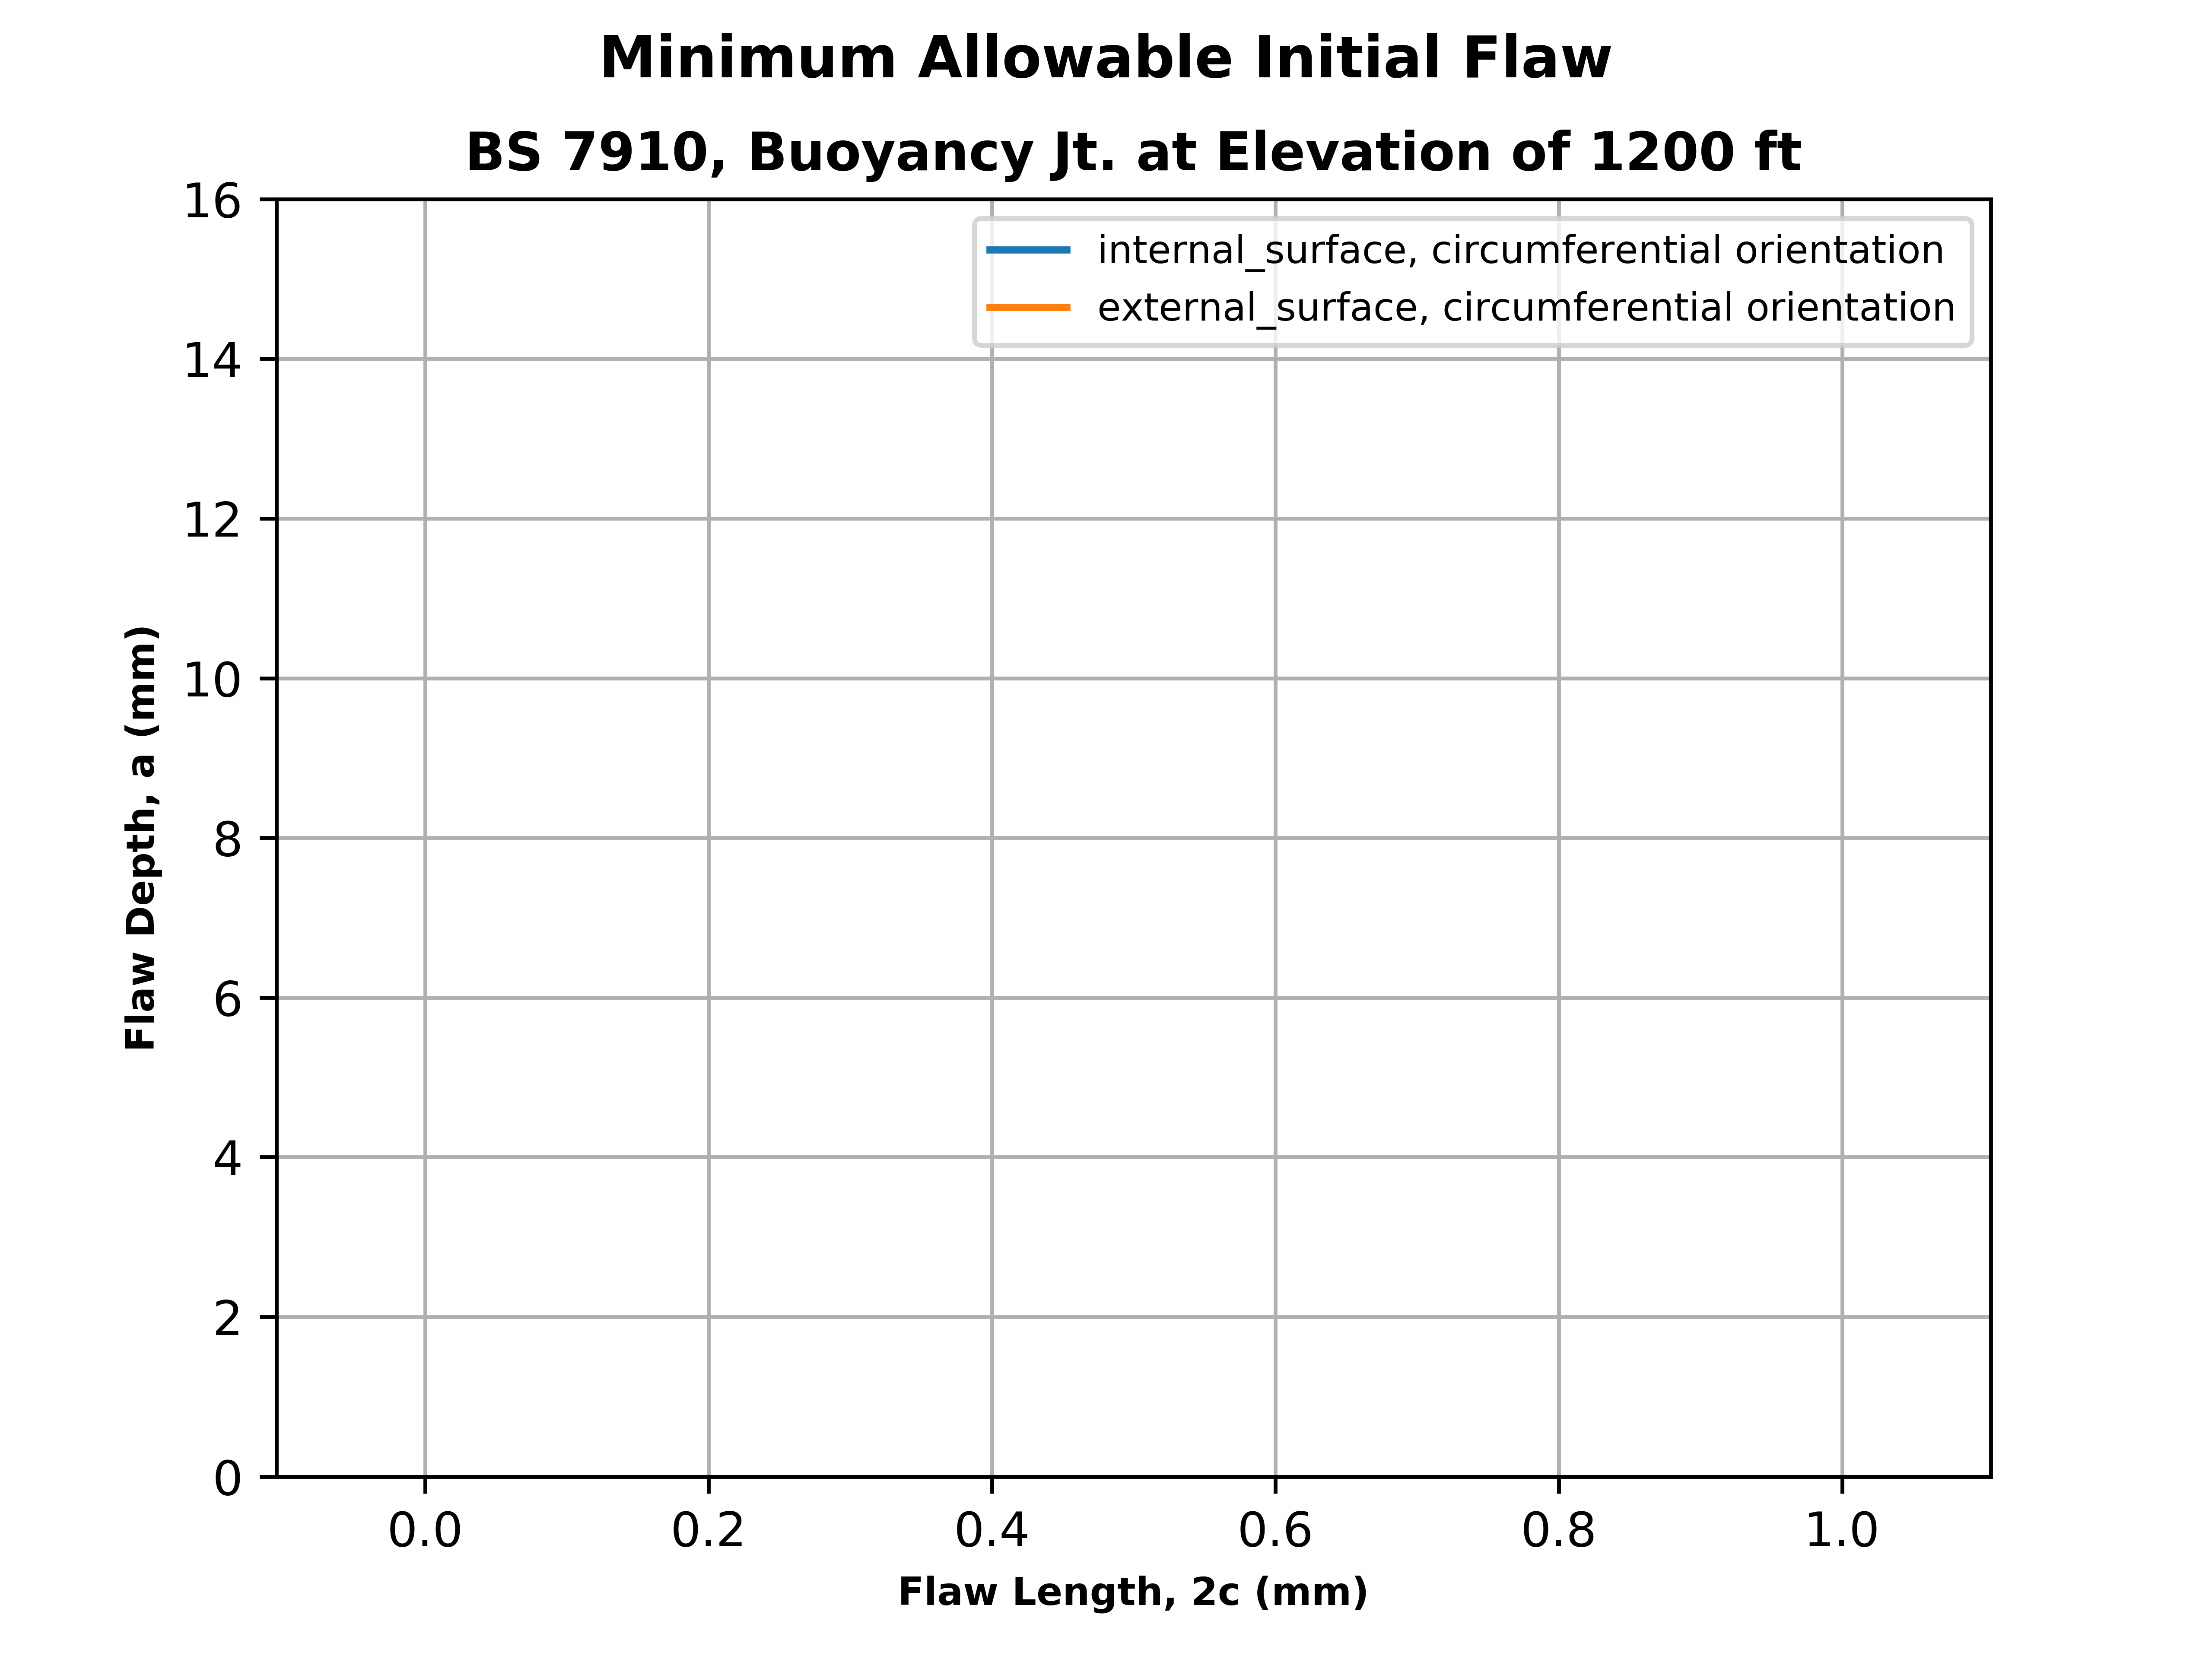 Minimum Allowable Initial Flaw
BS 7910, Buoyancy Jt. at Elevation of 1200 ft
internal_surface, circumferential orientation
external_surface, circumferential orientation
16
14
12
10
8
6
4
2
0
Flaw Depth, a (mm)
0.0 0.2 0.4 0.6 0.8 1.0
Flaw Length, 2c (mm)